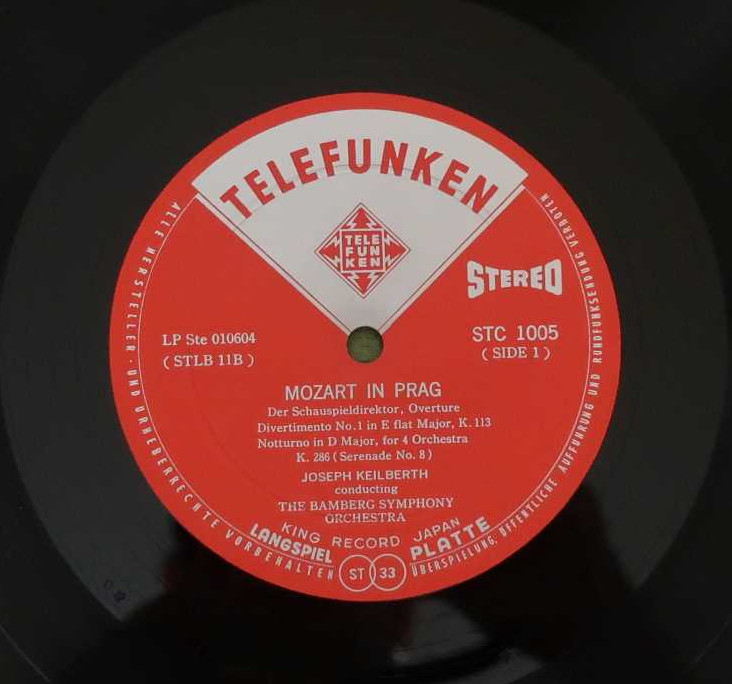 TELEFUNKEN
TELE
FUN
KEN
STEREO
LP Ste 010604
( STLB 11B )
STC 1005
( SIDE 1 )
MOZART IN PRAG
Der Schauspieldirektor, Overture
Divertimento No. 1 in E flat Major, K. 113
Notturno in D Major, for 4 Orchestra
K. 286 ( Serenade No. 8 )
JOSEPH KEILBERTH
conducting
THE BAMBERG SYMPHONY
ORCHESTRA
KING RECORD JAPAN
LANGSPIEL PLATTE
ST 33
ALLE HERSTELLER - UND URHEBERRECHTE VORBEHALTEN
ÜBERSPIELUNG, ÖFFENTLICHE AUFFÜHRUNG UND RUNDFUNKSENDUNG VERBOTEN